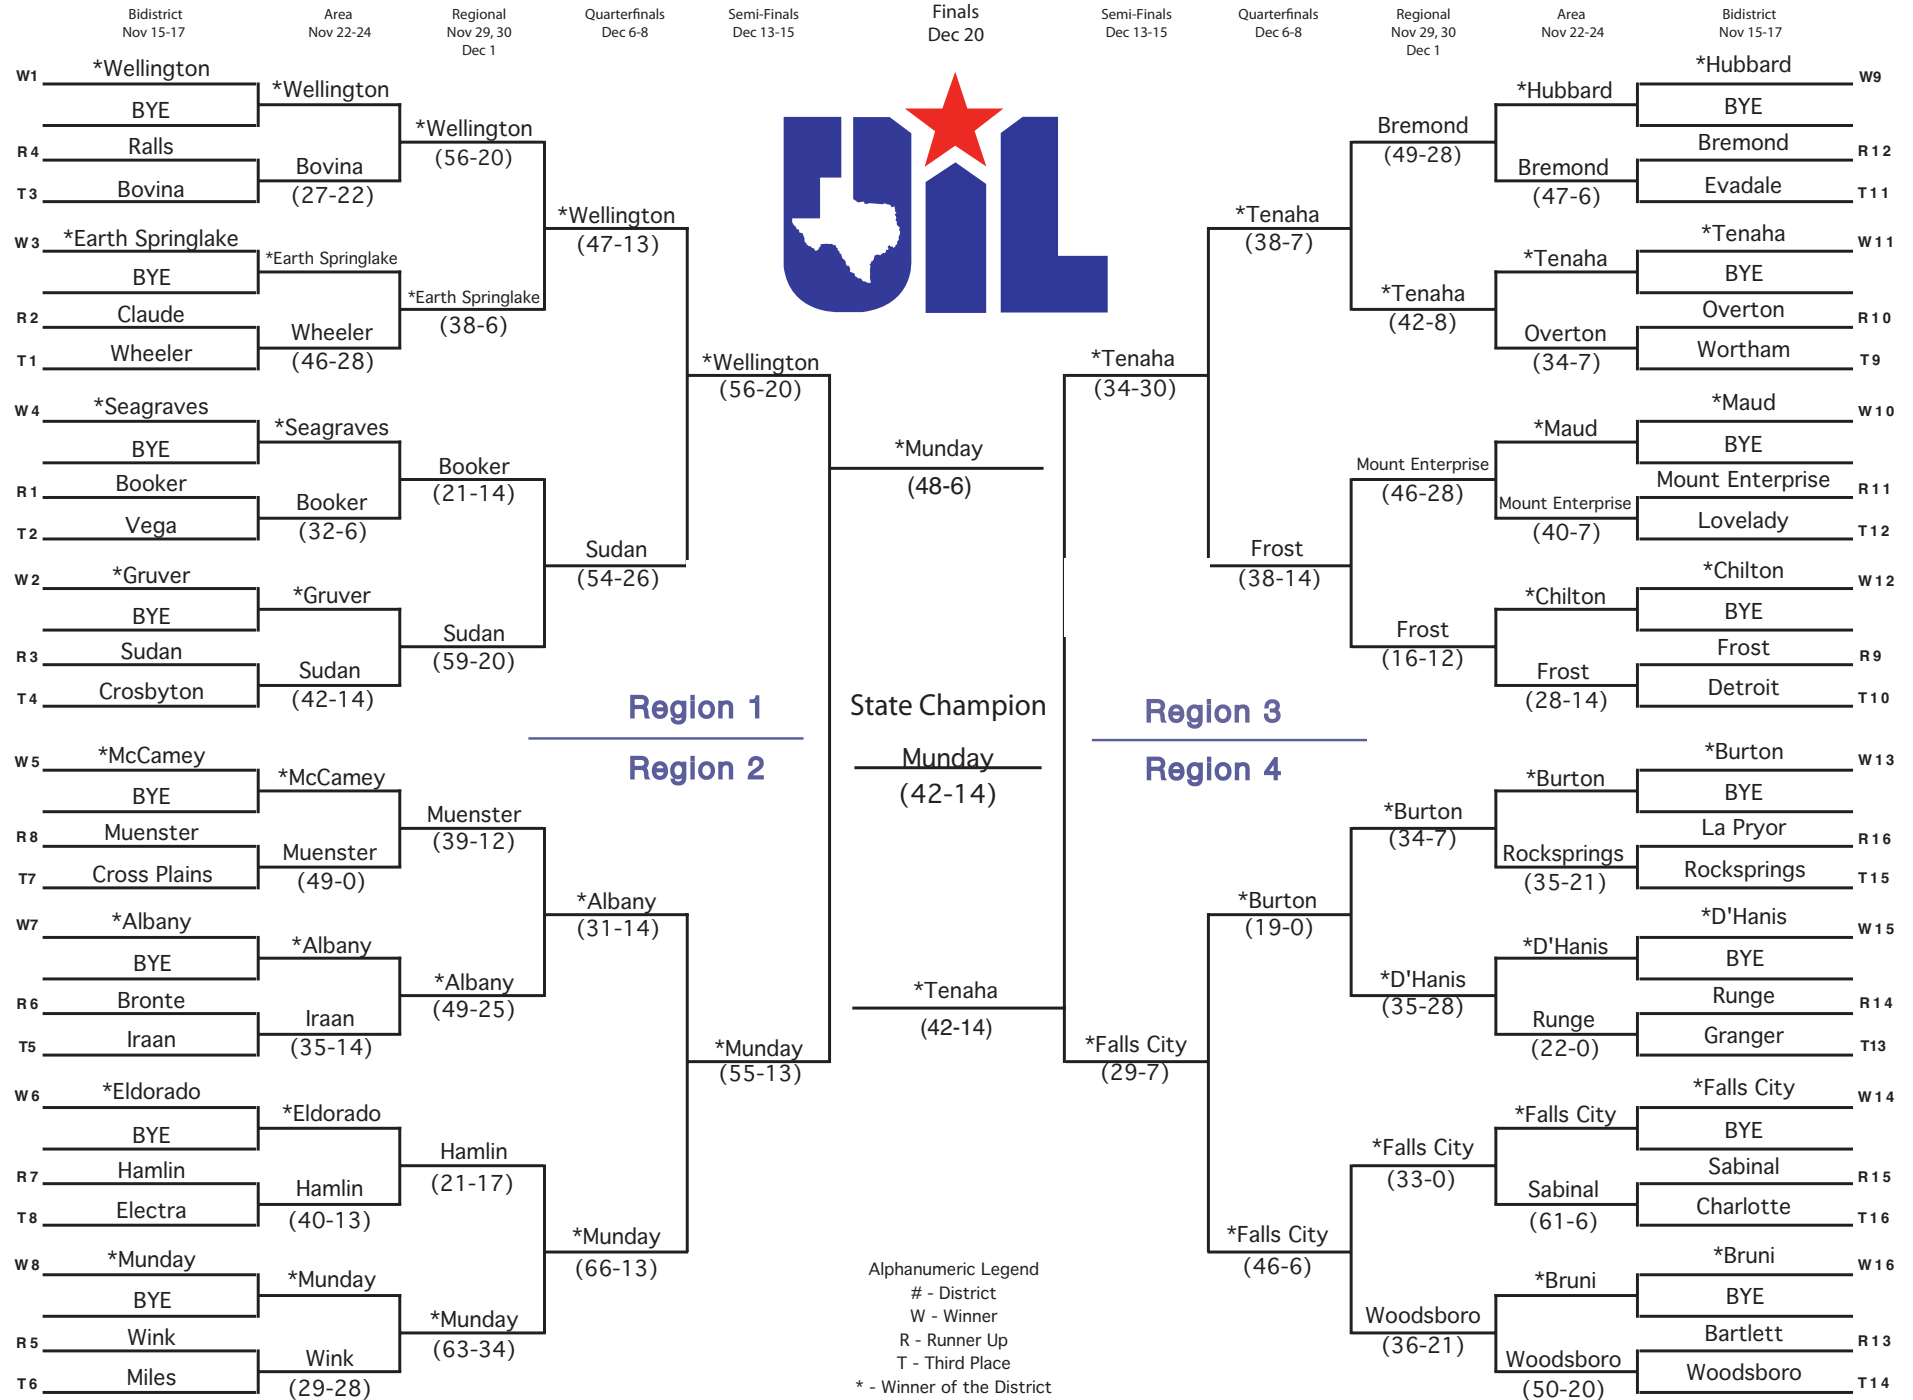 Bidistrict
Nov 15-17
Area
Nov 22-24
Regional
Nov 29, 30
Dec 1
Quarterfinals
Dec 6-8
Semi-Finals
Dec 13-15
Finals
Dec 20
Semi-Finals
Dec 13-15
Quarterfinals
Dec 6-8
Regional
Nov 29, 30
Dec 1
Area
Nov 22-24
Bidistrict
Nov 15-17
UIL
W1 *Wellington
BYE
R4 Ralls
T3 Bovina
W3 *Earth Springlake
BYE
R2 Claude
T1 Wheeler
W4 *Seagraves
BYE
R1 Booker
T2 Vega
W2 *Gruver
BYE
R3 Sudan
T4 Crosbyton
W5 *McCamey
BYE
R8 Muenster
T7 Cross Plains
W7 *Albany
BYE
R6 Bronte
T5 Iraan
W6 *Eldorado
BYE
R7 Hamlin
T8 Electra
W8 *Munday
BYE
R5 Wink
T6 Miles
*Wellington
Bovina
(27-22)
*Earth Springlake
Wheeler
(46-28)
*Seagraves
Booker
(32-6)
*Gruver
Sudan
(42-14)
*McCamey
Muenster
(49-0)
*Albany
Iraan
(35-14)
*Eldorado
Hamlin
(40-13)
*Munday
Wink
(29-28)
*Wellington
(56-20)
*Earth Springlake
(38-6)
Booker
(21-14)
Sudan
(59-20)
Muenster
(39-12)
*Albany
(49-25)
Hamlin
(21-17)
*Munday
(63-34)
*Wellington
(47-13)
Sudan
(54-26)
*Albany
(31-14)
*Munday
(66-13)
*Wellington
(56-20)
*Munday
(55-13)
Region 1
Region 2
*Munday
(48-6)
State Champion
Munday
(42-14)
*Tenaha
(42-14)
Alphanumeric Legend
# - District
W - Winner
R - Runner Up
T - Third Place
* - Winner of the District
Region 3
Region 4
*Tenaha
(34-30)
*Falls City
(29-7)
*Tenaha
(38-7)
Frost
(38-14)
*Burton
(19-0)
*Falls City
(46-6)
Bremond
(49-28)
*Tenaha
(42-8)
Mount Enterprise
(46-28)
Frost
(16-12)
*Burton
(34-7)
*D'Hanis
(35-28)
*Falls City
(33-0)
Woodsboro
(36-21)
*Hubbard
Bremond
(47-6)
*Tenaha
Overton
(34-7)
*Maud
Mount Enterprise
(40-7)
*Chilton
Frost
(28-14)
*Burton
Rocksprings
(35-21)
*D'Hanis
Runge
(22-0)
*Falls City
Sabinal
(61-6)
*Bruni
Woodsboro
(50-20)
*Hubbard W9
BYE
Bremond R12
Evadale T11
*Tenaha W11
BYE
Overton R10
Wortham T9
*Maud W10
BYE
Mount Enterprise R11
Lovelady T12
*Chilton W12
BYE
Frost R9
Detroit T10
*Burton W13
BYE
La Pryor R16
Rocksprings T15
*D'Hanis W15
BYE
Runge R14
Granger T13
*Falls City W14
BYE
Sabinal R15
Charlotte T16
*Bruni W16
BYE
Bartlett R13
Woodsboro T14